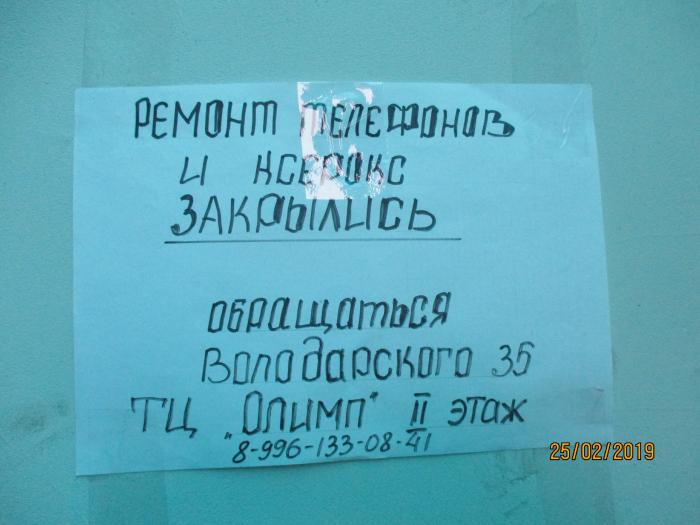 РЕМОНТ ТЕЛЕФОНОВ
И КСЕРОКС
ЗАКРЫЛИСЬ
ОБРАЩАТЬСЯ
ВОЛОДАРСКОГО 35
ТЦ „ОЛИМП" II ЭТАЖ
8-996-133-08-41
25/02/2019